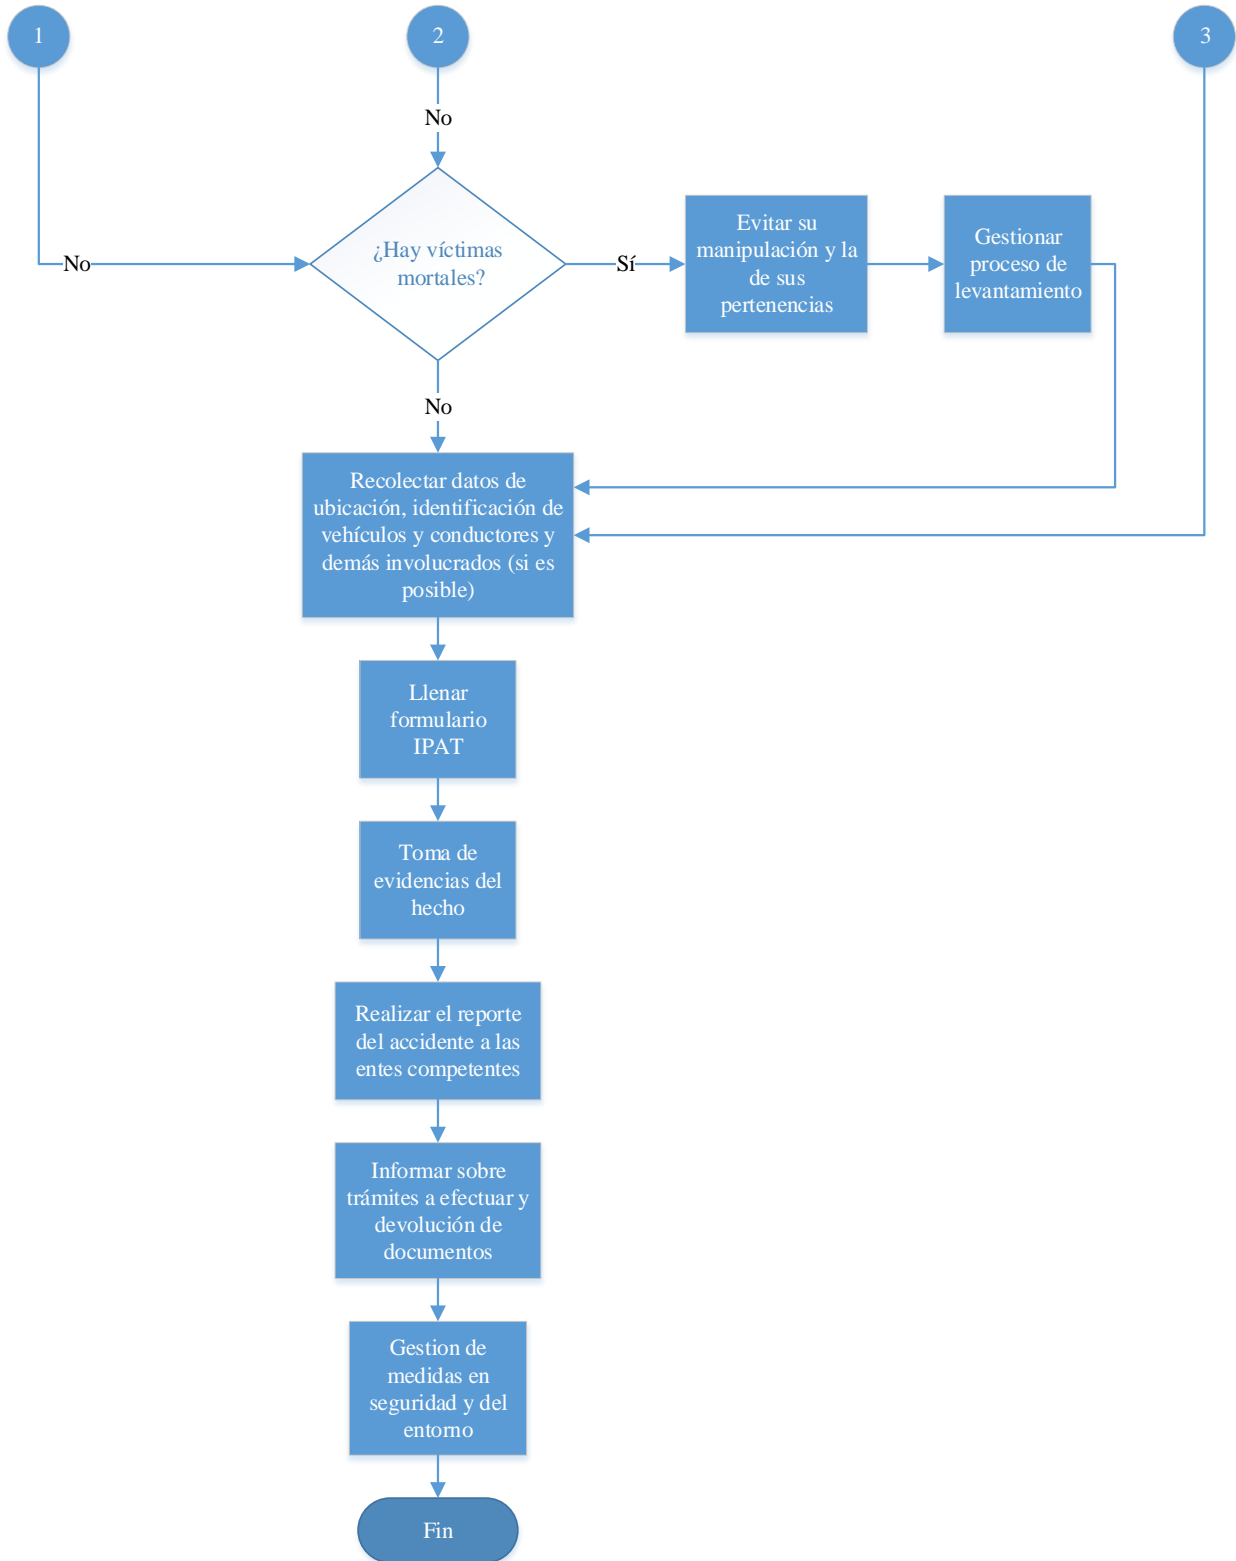 1
2
3
No
No
¿Hay víctimas
mortales?
Sí
Evitar su
manipulación y la
de sus
pertenencias
Gestionar
proceso de
levantamiento
No
Recolectar datos de
ubicación, identificación de
vehículos y conductores y
demás involucrados (si es
posible)
Llenar
formulario
IPAT
Toma de
evidencias del
hecho
Realizar el reporte
del accidente a las
entes competentes
Informar sobre
trámites a efectuar y
devolución de
documentos
Gestion de
medidas en
seguridad y del
entorno
Fin